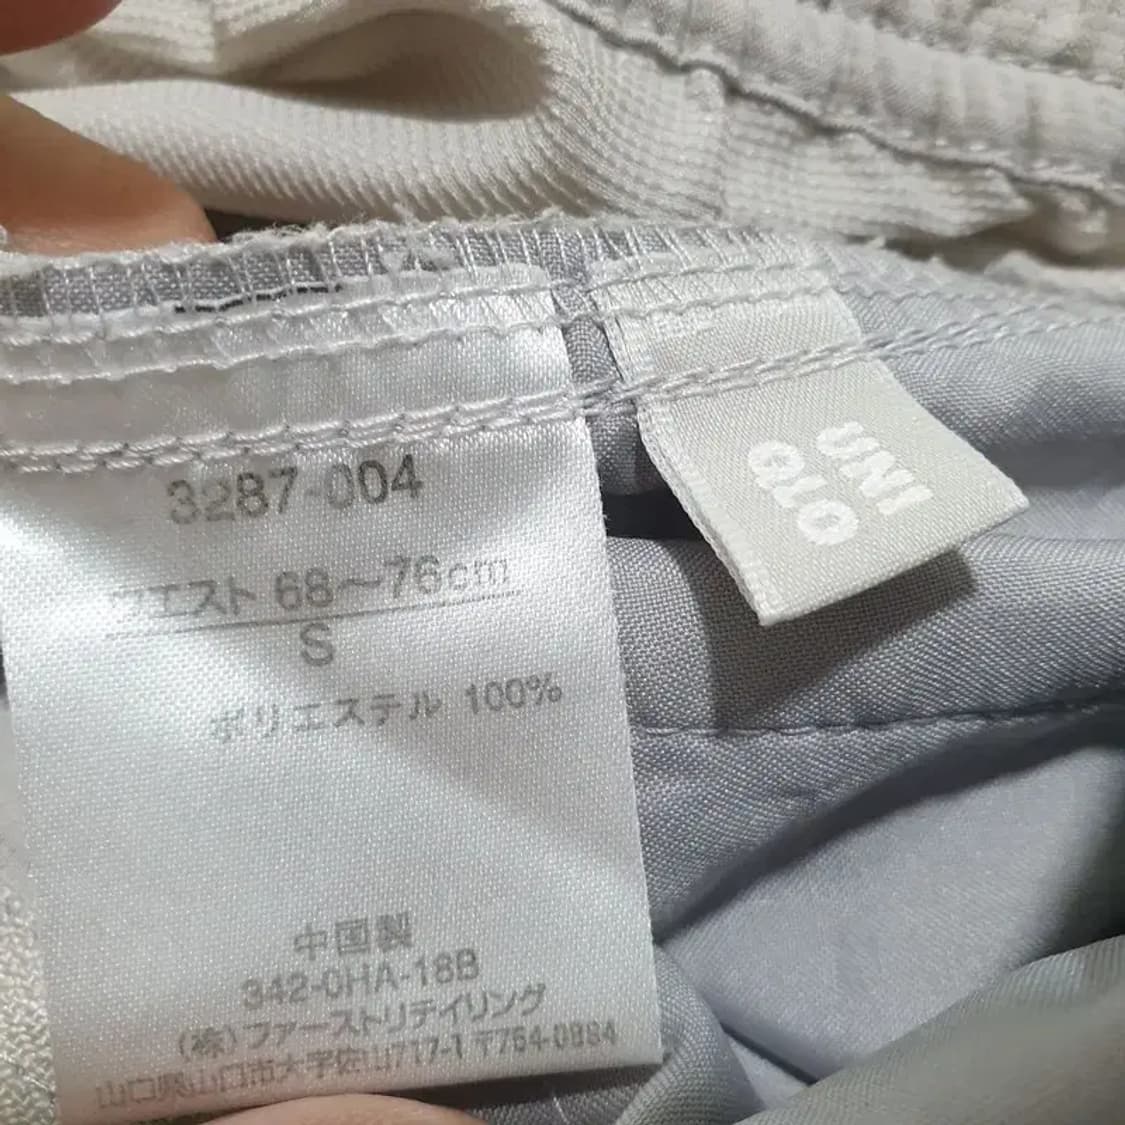 3287-004
ウエスト 68～76cm
S
ポリエステル 100%
中国製
342-0HA-18B
(株)ファーストリテイリング
山口県山口市大字佐山717-1 〒754-0894
UNI
QLO